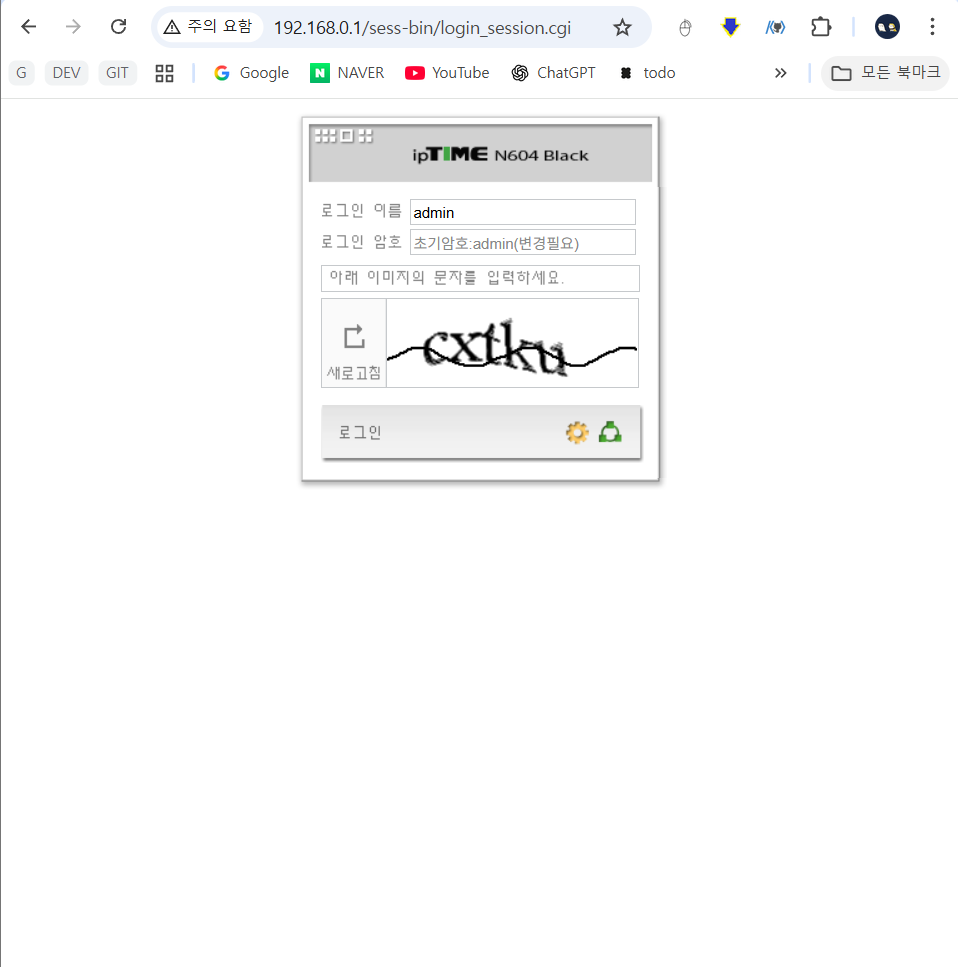 주의 요함 192.168.0.1/sess-bin/login_session.cgi
G DEV GIT Google NAVER YouTube ChatGPT todo » 모든 북마크
ipTIME N604 Black
로그인 이름 admin
로그인 암호 초기암호:admin(변경필요)
아래 이미지의 문자를 입력하세요.
cxtku
새로고침
로그인